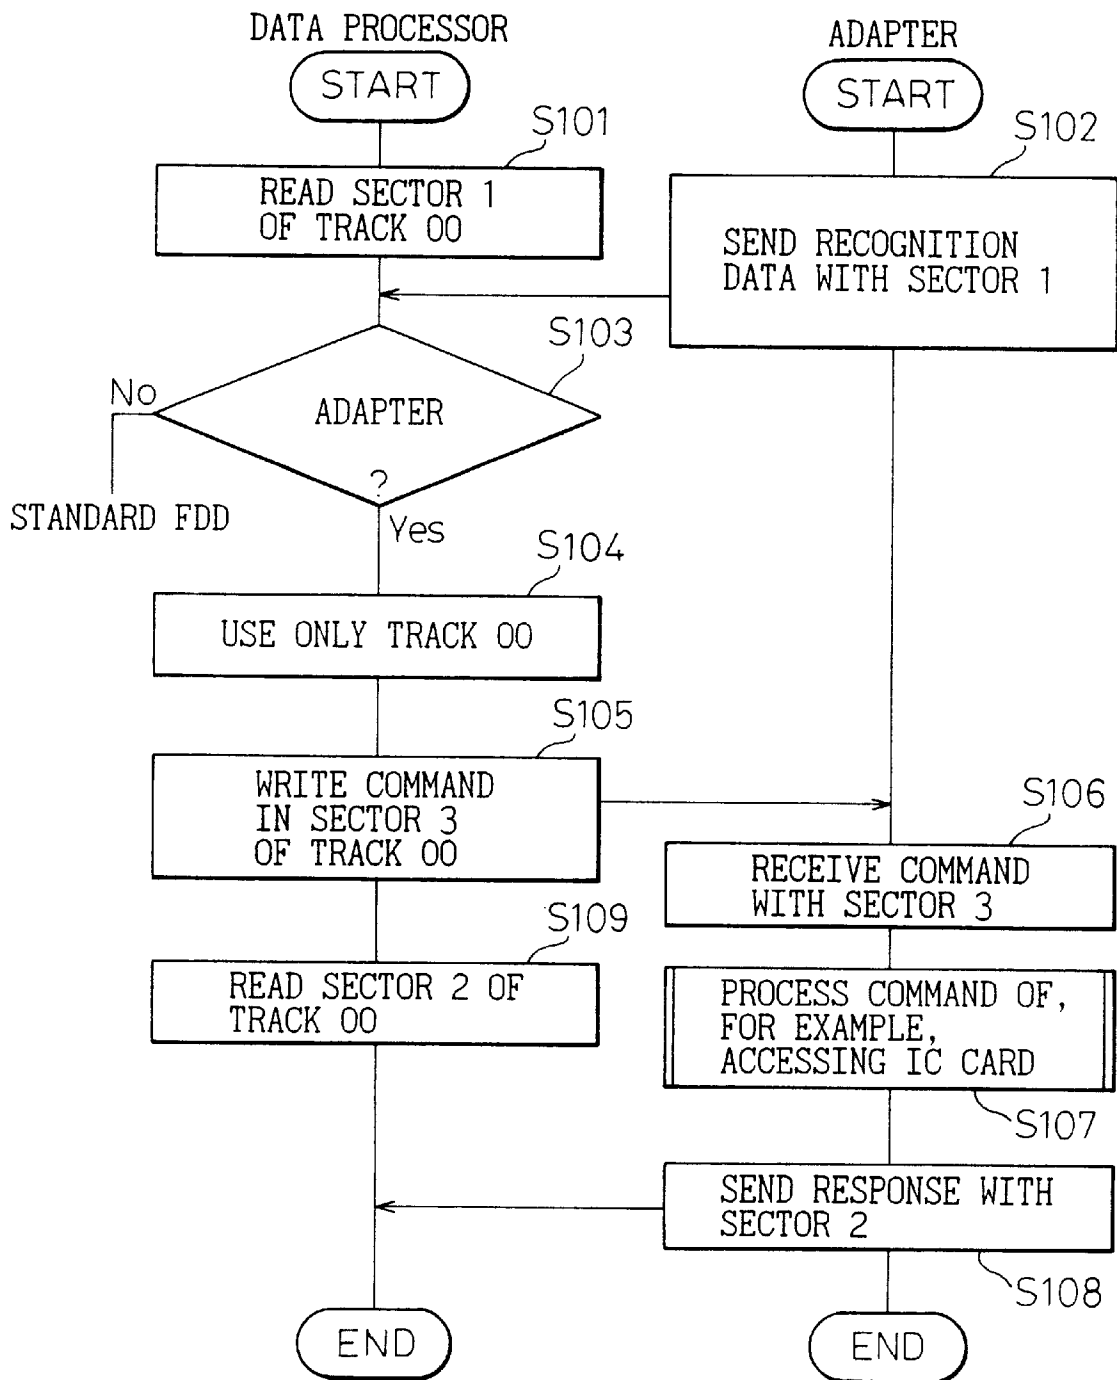 DATA PROCESSOR
ADAPTER
START
START
S101
S102
READ SECTOR 1
OF TRACK 00
SEND RECOGNITION
DATA WITH SECTOR 1
S103
No
ADAPTER
?
STANDARD FDD
Yes
S104
USE ONLY TRACK 00
S105
WRITE COMMAND
IN SECTOR 3
OF TRACK 00
S106
RECEIVE COMMAND
WITH SECTOR 3
S109
READ SECTOR 2 OF
TRACK 00
PROCESS COMMAND OF,
FOR EXAMPLE,
ACCESSING IC CARD
S107
SEND RESPONSE WITH
SECTOR 2
S108
END
END